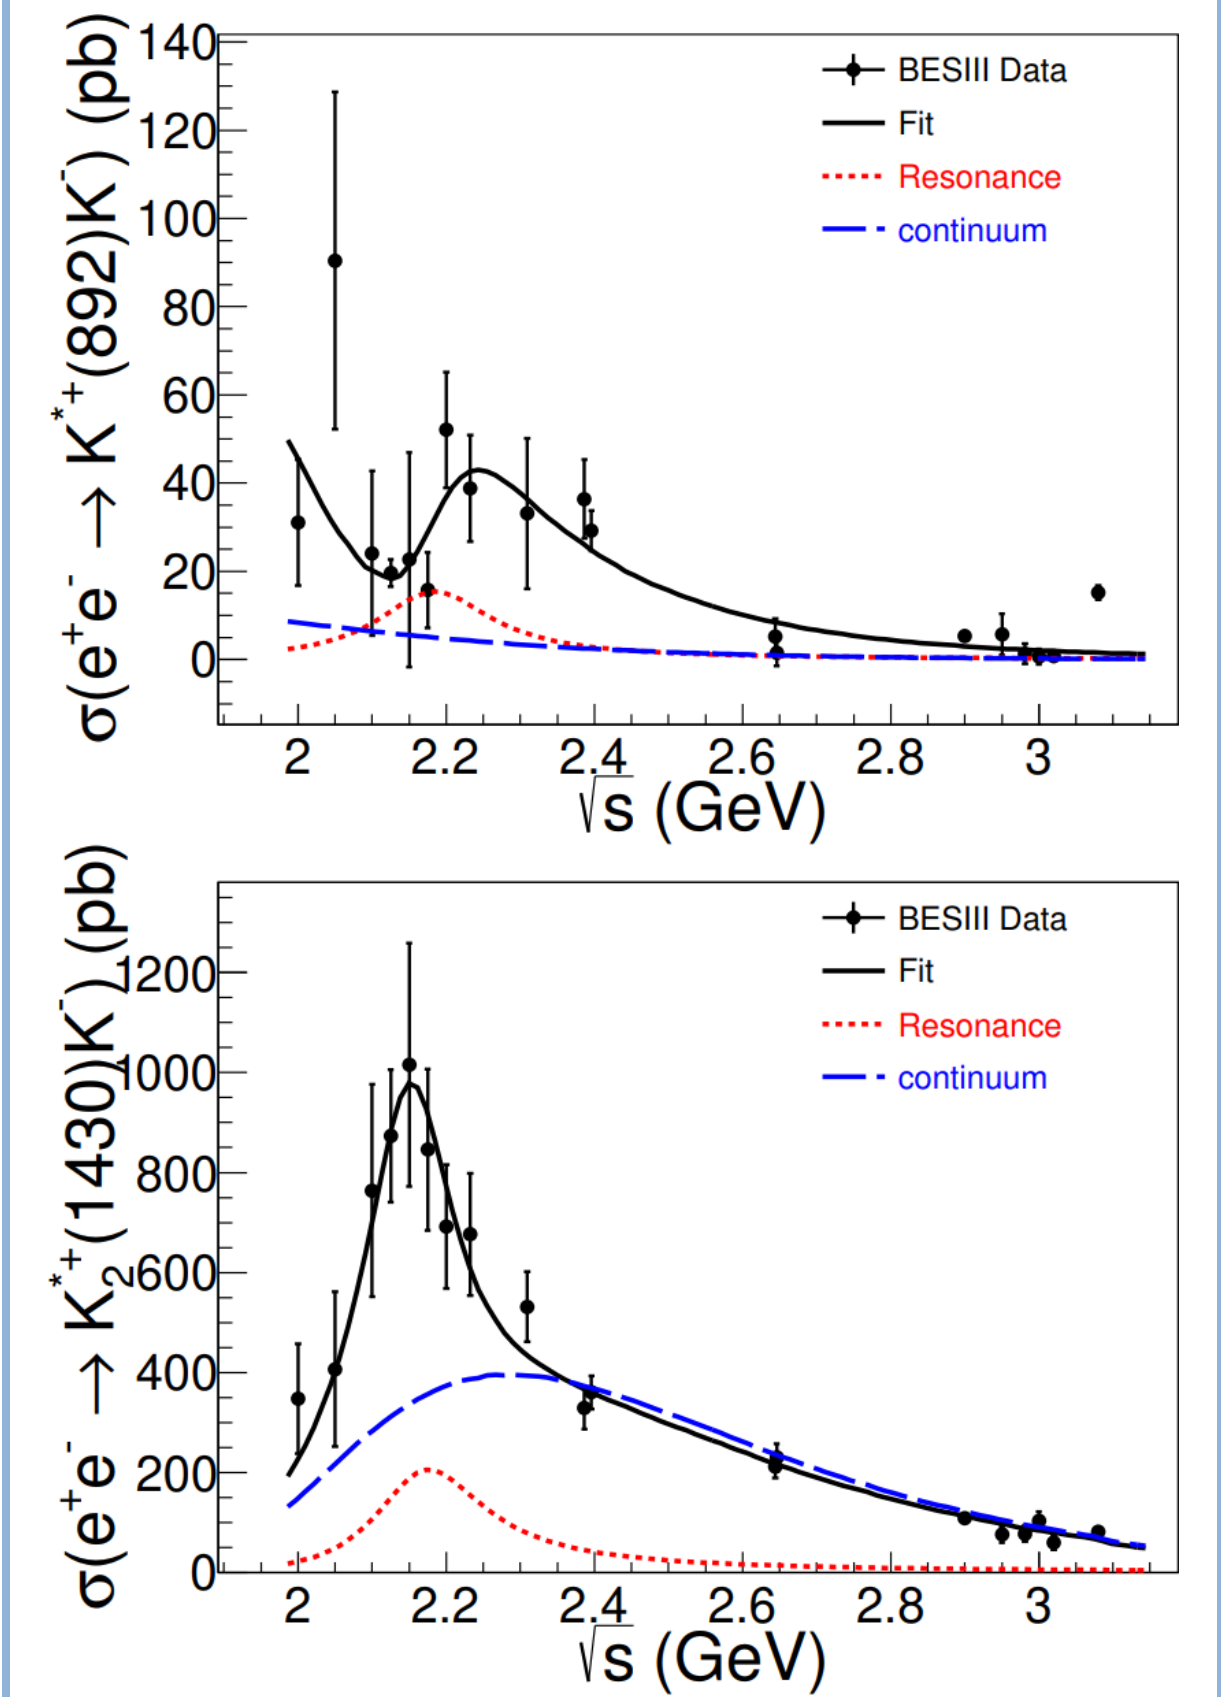 σ(e⁺e⁻ → K*⁺(892)K⁻) (pb)
140
120
100
80
60
40
20
0
BESIII Data
Fit
Resonance
continuum
2 2.2 2.4 2.6 2.8 3
√s (GeV)
σ(e⁺e⁻ → K₂*⁺(1430)K⁻) (pb)
1200
1000
800
600
400
200
0
BESIII Data
Fit
Resonance
continuum
2 2.2 2.4 2.6 2.8 3
√s (GeV)